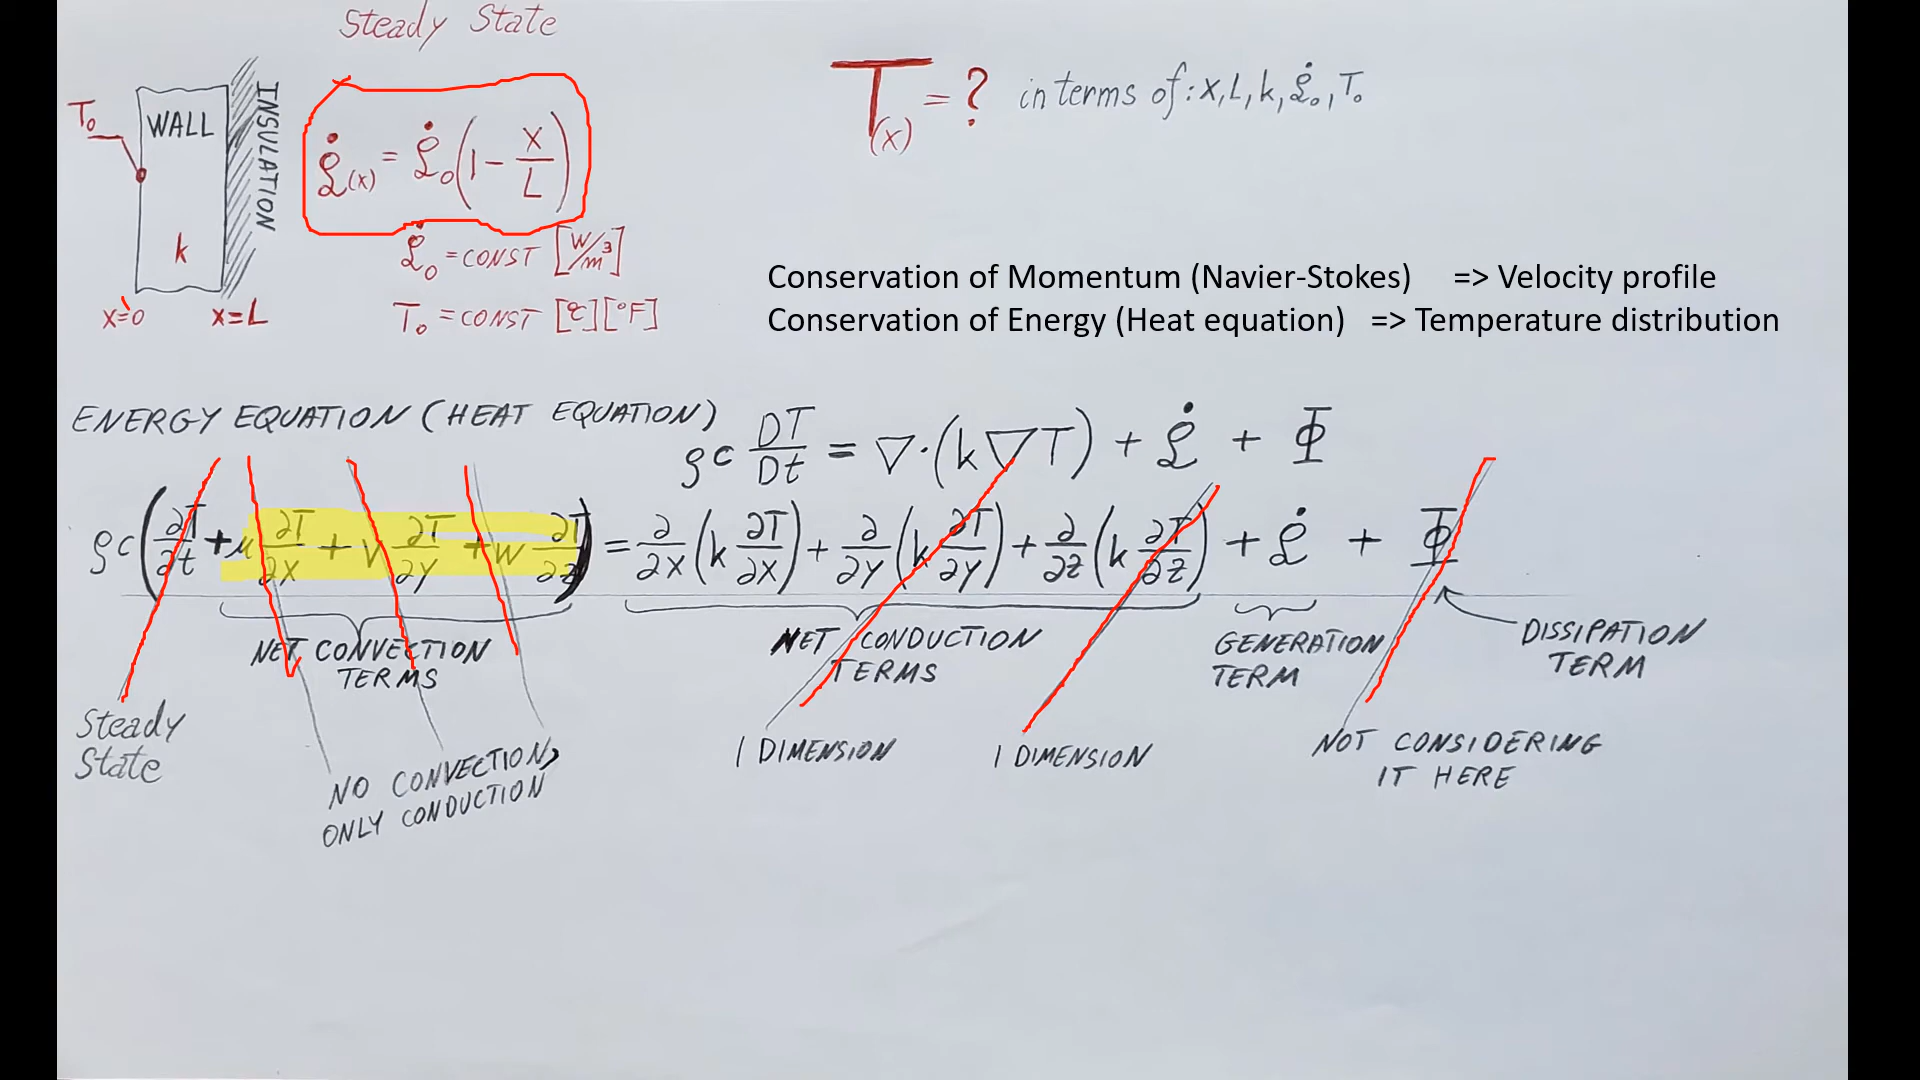 Steady State
T₀
WALL
INSULATION
k
x=0
x=L
q̇(x) = q̇₀(1 - x/L)
q̇₀ = CONST [W/m³]
T₀ = CONST [°C][°F]
T(x) = ? in terms of: x, L, k, q̇₀, T₀
Conservation of Momentum (Navier-Stokes) => Velocity profile
Conservation of Energy (Heat equation) => Temperature distribution
ENERGY EQUATION (HEAT EQUATION)
ρc DT/Dt = ∇·(k∇T) + q̇ + Φ
ρc(∂T/∂t + u ∂T/∂x + v ∂T/∂y + w ∂T/∂z) = ∂/∂x(k ∂T/∂x) + ∂/∂y(k ∂T/∂y) + ∂/∂z(k ∂T/∂z) + q̇ + Φ
NET CONVECTION
TERMS
NET CONDUCTION
TERMS
GENERATION
TERM
DISSIPATION
TERM
Steady
State
NO CONVECTION,
ONLY CONDUCTION
1 DIMENSION
1 DIMENSION
NOT CONSIDERING
IT HERE